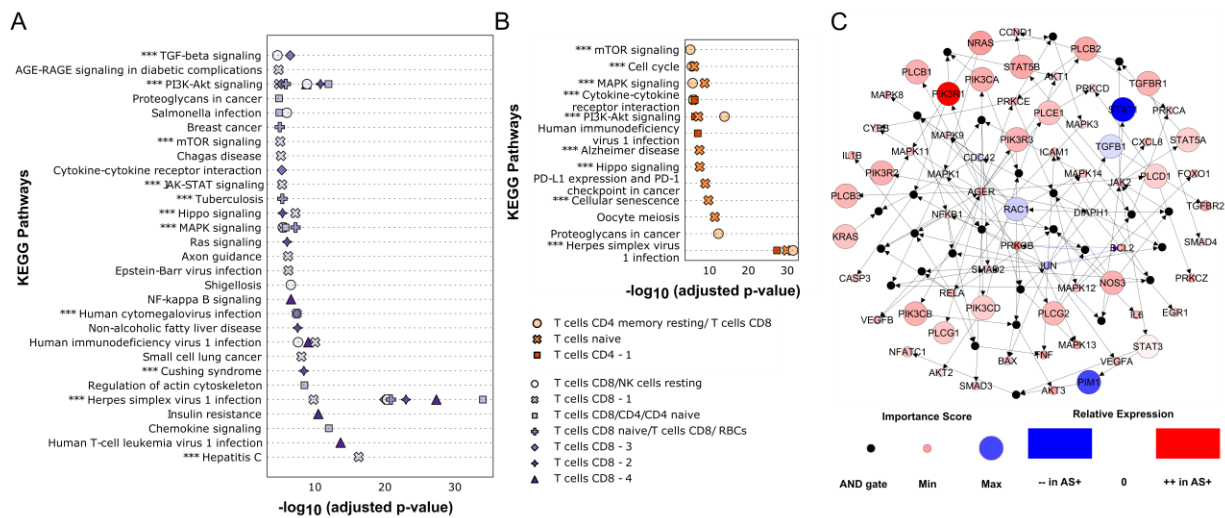 A
KEGG Pathways
*** TGF-beta signaling
AGE-RAGE signaling in diabetic complications
*** PI3K-Akt signaling
Proteoglycans in cancer
Salmonella infection
Breast cancer
*** mTOR signaling
Chagas disease
Cytokine-cytokine receptor interaction
*** JAK-STAT signaling
*** Tuberculosis
*** Hippo signaling
*** MAPK signaling
Ras signaling
Axon guidance
Epstein-Barr virus infection
Shigellosis
NF-kappa B signaling
*** Human cytomegalovirus infection
Non-alcoholic fatty liver disease
Human immunodeficiency virus 1 infection
Small cell lung cancer
*** Cushing syndrome
Regulation of actin cytoskeleton
*** Herpes simplex virus 1 infection
Insulin resistance
Chemokine signaling
Human T-cell leukemia virus 1 infection
*** Hepatitis C
10 20 30
-log10 (adjusted p-value)
B
KEGG Pathways
*** mTOR signaling
*** Cell cycle
*** MAPK signaling
*** Cytokine-cytokine
receptor interaction
*** PI3K-Akt signaling
Human immunodeficiency
virus 1 infection
*** Alzheimer disease
*** Hippo signaling
PD-L1 expression and PD-1
checkpoint in cancer
*** Cellular senescence
Oocyte meiosis
Proteoglycans in cancer
*** Herpes simplex virus
1 infection
10 20 30
-log10 (adjusted p-value)
T cells CD4 memory resting/ T cells CD8
T cells naive
T cells CD4 - 1
T cells CD8/NK cells resting
T cells CD8 - 1
T cells CD8/CD4/CD4 naive
T cells CD8 naive/T cells CD8/ RBCs
T cells CD8 - 3
T cells CD8 - 2
T cells CD8 - 4
C
CCND1
NRAS
PLCB2
STAT5B
PLCB1
PIK3CA
AKT1
TGFBR1
PRKCD
MAPK8
PIK3R1
PRKCE
STAT1
PRKCA
PLCE1
CYBB
MAPK9
MAPK3
PIK3R3
TGFB1
CXCL8
STAT5A
IL1B
MAPK11
CDC42
ICAM1
PIK3R2
MAPK1
MAPK14
JAK2
PLCD1
FOXO1
PLCB3
AGER
TGFBR2
NFKB1
RAC1
DIAPH1
KRAS
PRKCB
BCL2
SMAD4
CASP3
SMAD2
JUN
PRKCZ
RELA
MAPK12
NOS3
VEGFB
PIK3CB
PIK3CD
PLCG2
IL6
EGR1
PLCG1
MAPK13
STAT3
NFATC1
BAX
TNF
VEGFA
AKT2
SMAD3
AKT3
PIM1
Importance Score
Relative Expression
AND gate
Min
Max
-- in AS+
0
++ in AS+